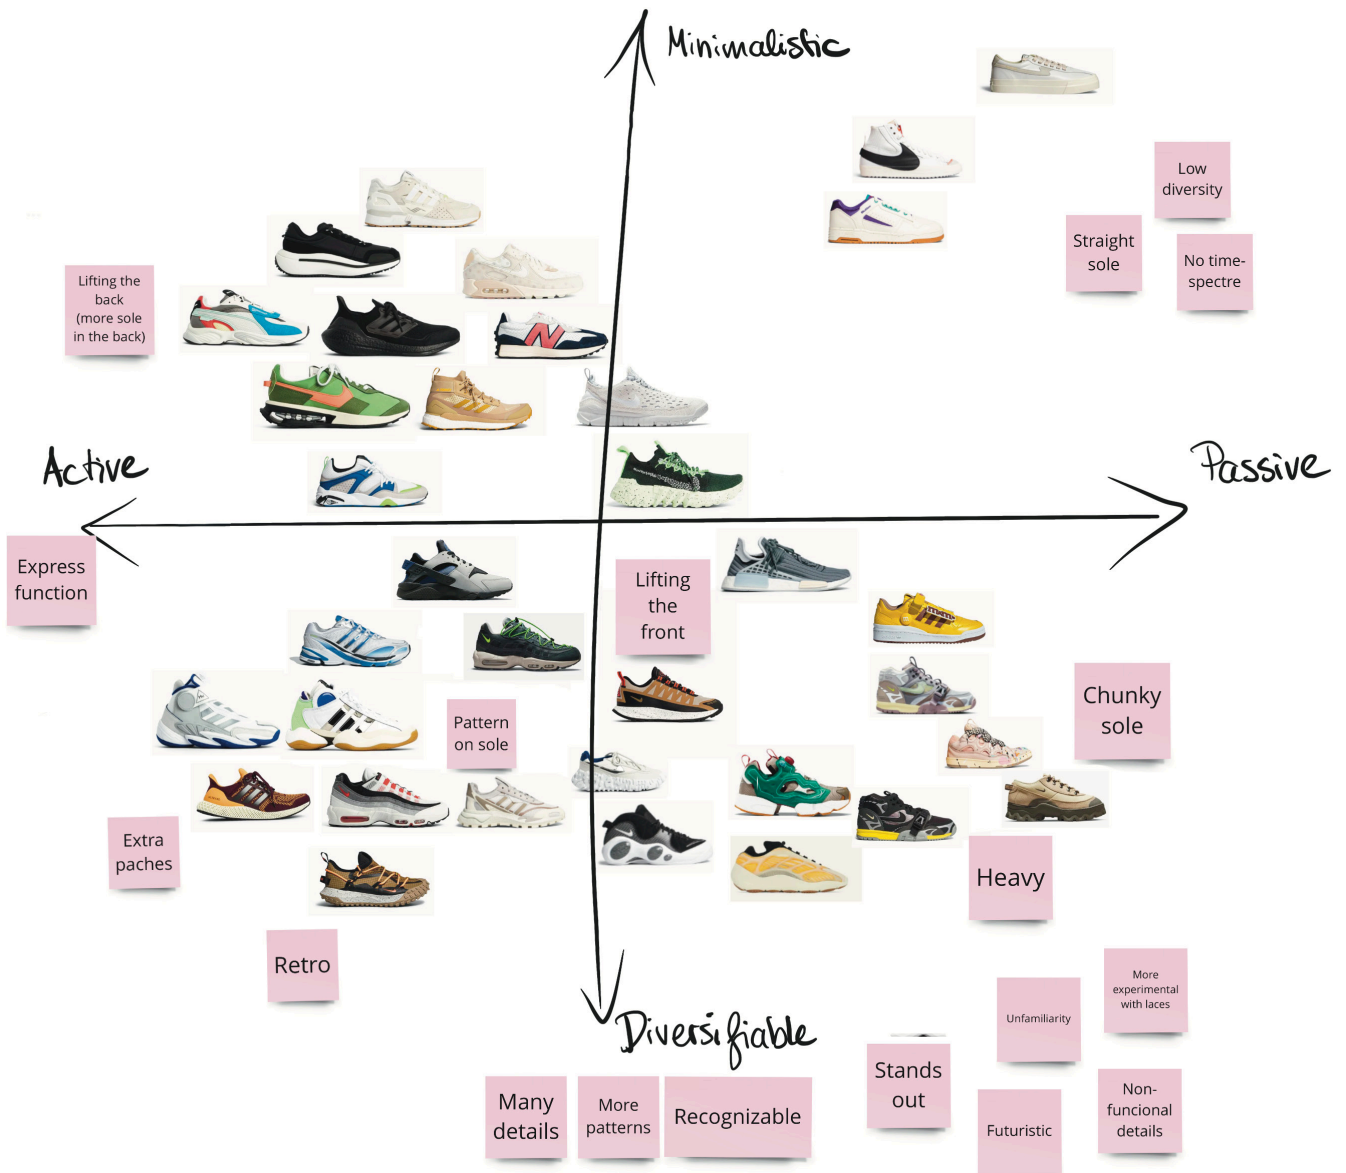 Minimalistic
Low
diversity
Straight
sole
No time-
spectre
Lifting the
back
(more sole
in the back)
Active
Passive
Express
function
Lifting
the
front
Chunky
sole
Pattern
on sole
Extra
paches
Heavy
Retro
More
experimental
with laces
Unfamiliarity
Diversifiable
Stands
out
Many
details
More
patterns
Recognizable
Futuristic
Non-
funcional
details